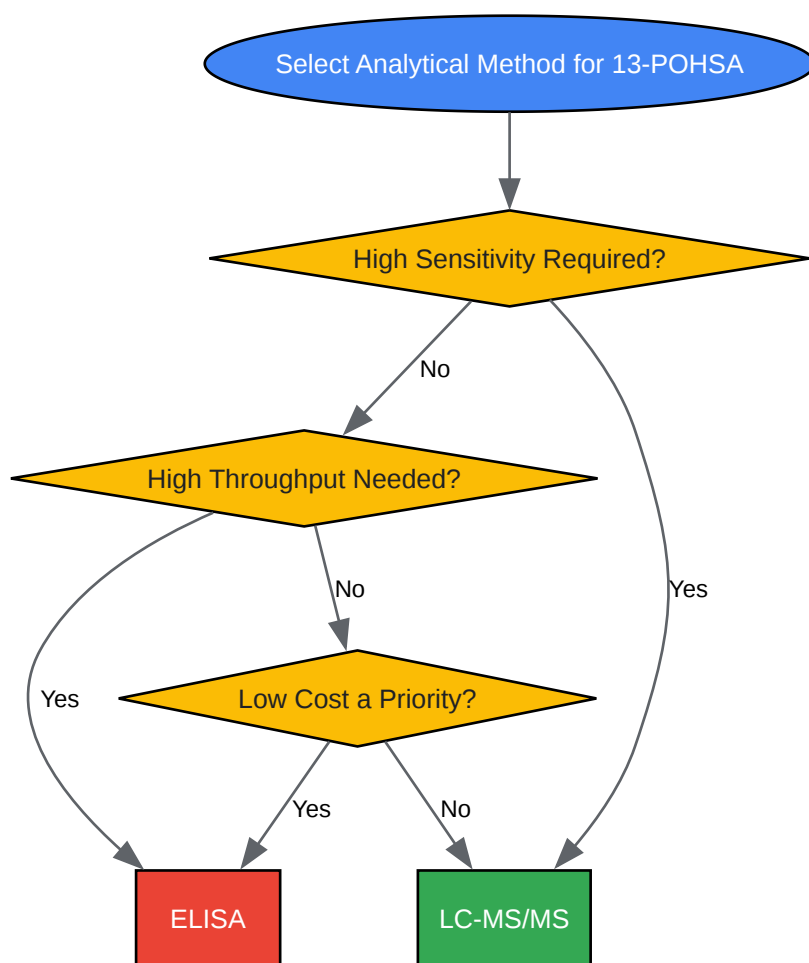 Select Analytical Method for 13-POHSA
High Sensitivity Required?
No
High Throughput Needed?
No
Yes
Yes
Low Cost a Priority?
Yes
No
ELISA
LC-MS/MS